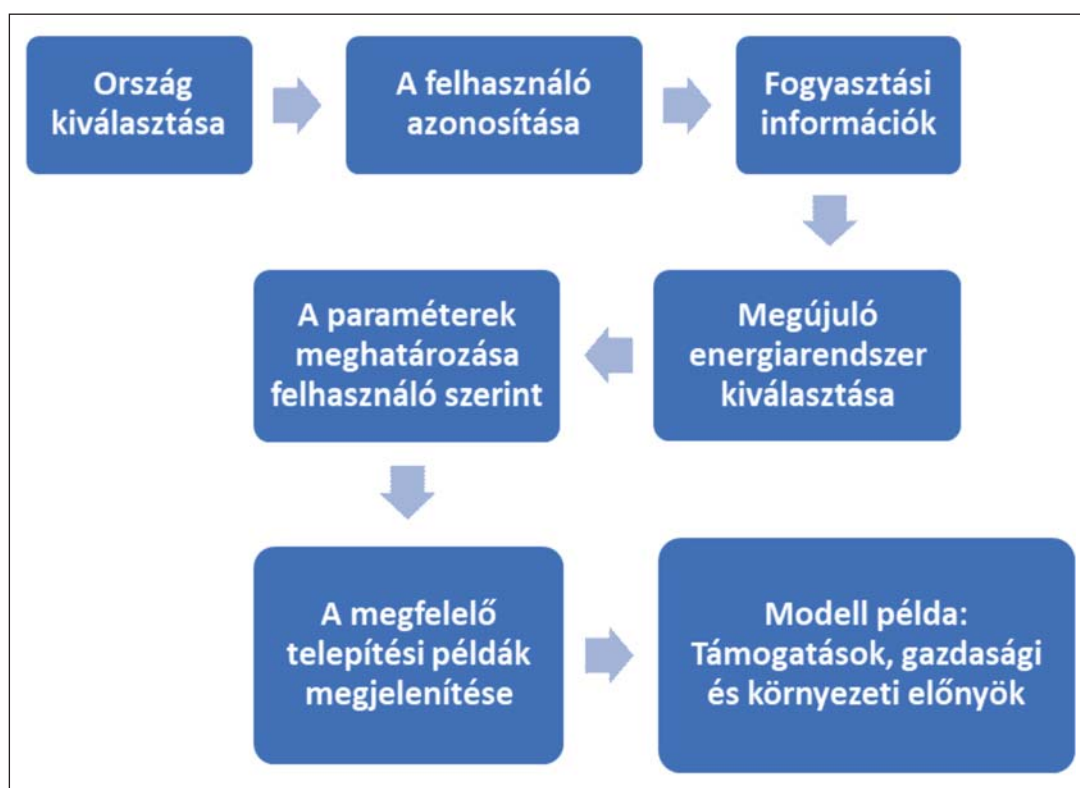 Ország
kiválasztása
A felhasználó
azonosítása
Fogyasztási
információk
Megújuló
energiarendszer
kiválasztása
A paraméterek
meghatározása
felhasználó szerint
A megfelelő
telepítési példák
megjelenítése
Modell példa:
Támogatások, gazdasági
és környezeti előnyök